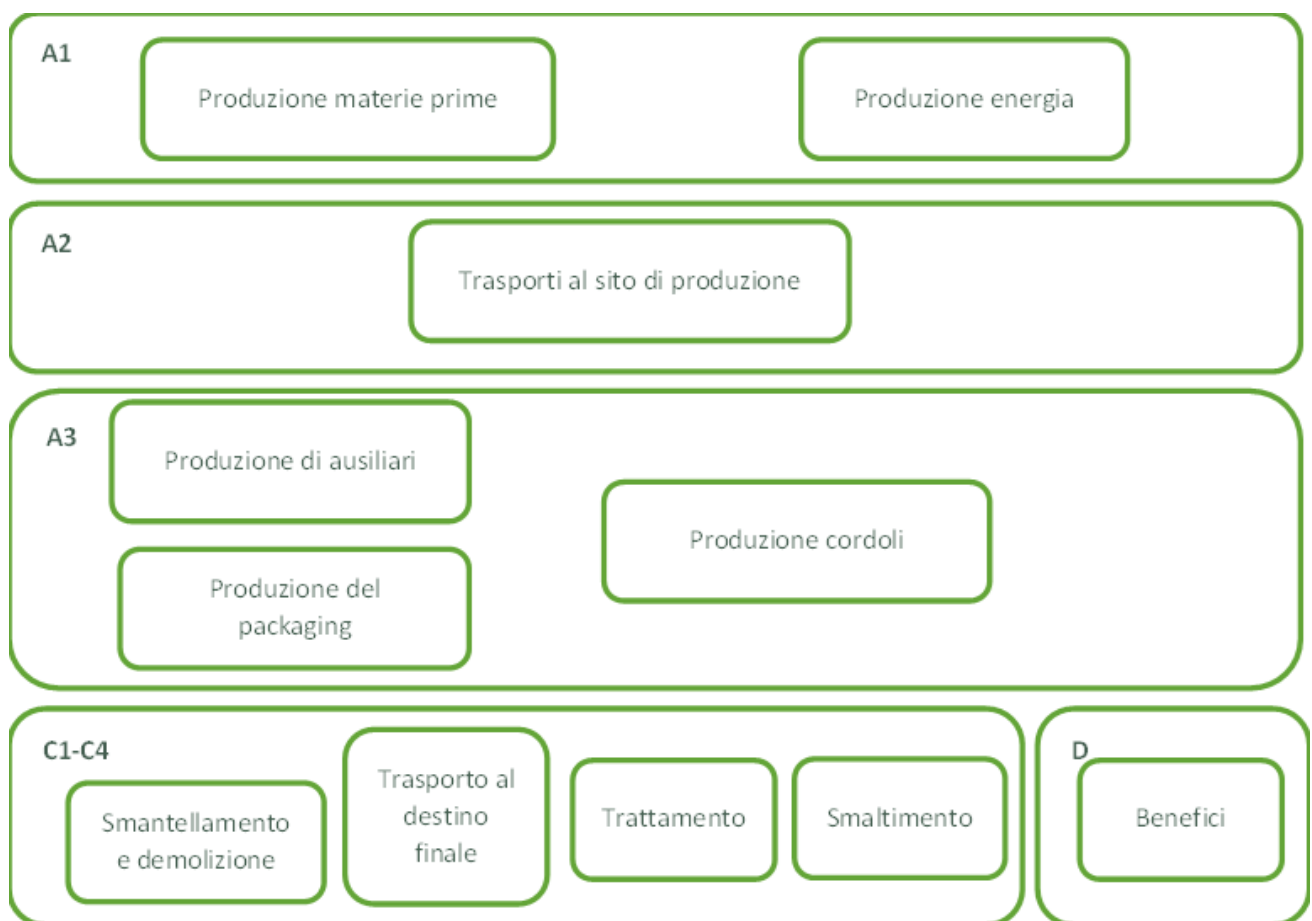 A1
Produzione materie prime
Produzione energia
A2
Trasporti al sito di produzione
A3
Produzione di ausiliari
Produzione cordoli
Produzione del
packaging
C1-C4
Smantellamento
e demolizione
Trasporto al
destino
finale
Trattamento
Smaltimento
D
Benefici